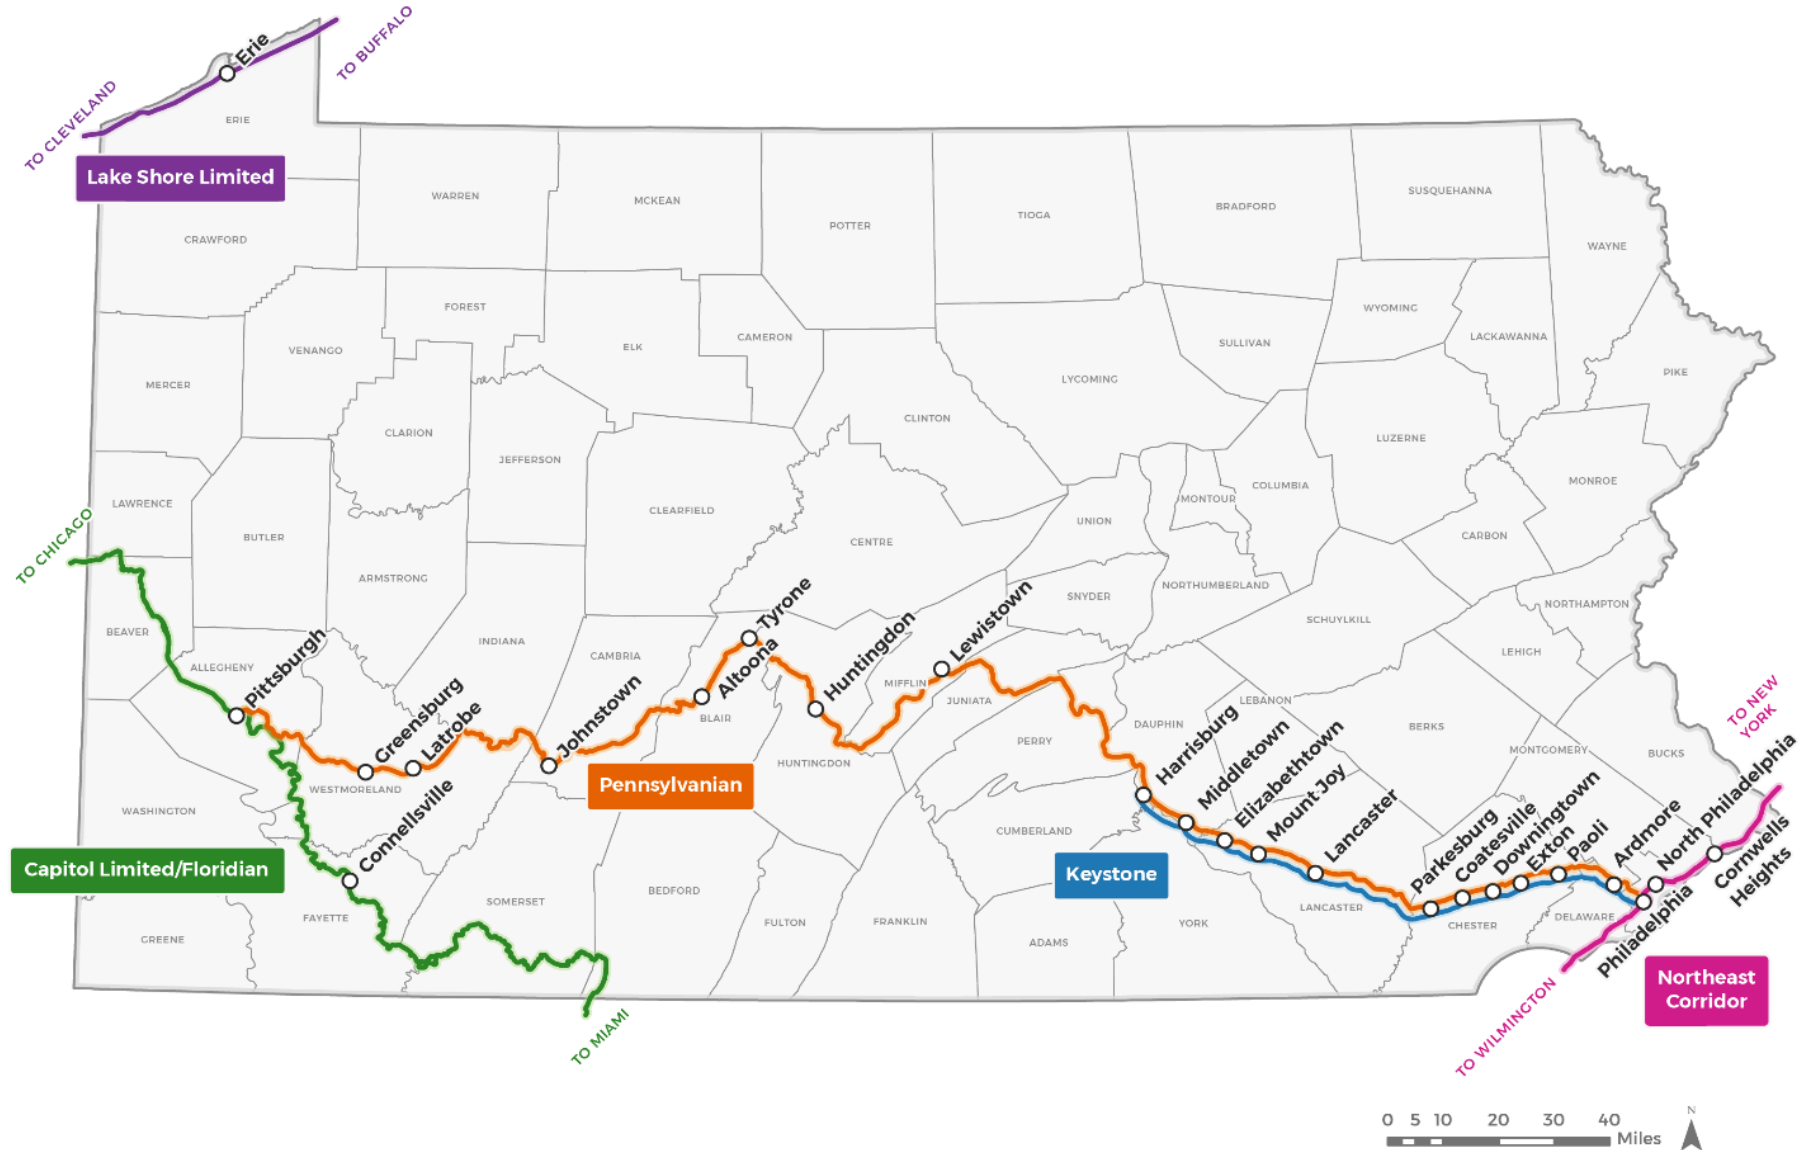 TO BUFFALO
Erie
TO CLEVELAND
ERIE
Lake Shore Limited
WARREN
MCKEAN
POTTER
TIOGA
BRADFORD
SUSQUEHANNA
WAYNE
CRAWFORD
FOREST
CAMERON
WYOMING
LACKAWANNA
VENANGO
ELK
SULLIVAN
PIKE
MERCER
LYCOMING
CLINTON
CLARION
LUZERNE
JEFFERSON
MONROE
COLUMBIA
MONTOUR
LAWRENCE
CLEARFIELD
UNION
TO CHICAGO
BUTLER
CENTRE
CARBON
ARMSTRONG
NORTHUMBERLAND
SNYDER
NORTHAMPTON
SCHUYLKILL
BEAVER
INDIANA
CAMBRIA
LEHIGH
ALLEGHENY
Pittsburgh
Greensburg
Latrobe
Johnstown
Altoona
Tyrone
Huntingdon
Lewistown
MIFFLIN
JUNIATA
LEBANON
BLAIR
DAUPHIN
BERKS
PERRY
MONTGOMERY
BUCKS
TO NEW
YORK
HUNTINGDON
Pennsylvanian
WESTMORELAND
WASHINGTON
Connellsville
Harrisburg
Middletown
Elizabethtown
Mount Joy
Lancaster
Parkesburg
Coatesville
Downingtown
Exton
Paoli
Ardmore
North Philadelphia
Cornwells
Heights
Philadelphia
CUMBERLAND
Capitol Limited/Floridian
Keystone
BEDFORD
SOMERSET
FAYETTE
FULTON
FRANKLIN
LANCASTER
YORK
CHESTER
DELAWARE
GREENE
ADAMS
Northeast
Corridor
TO WILMINGTON
TO MIAMI
0 5 10 20 30 40
Miles
N